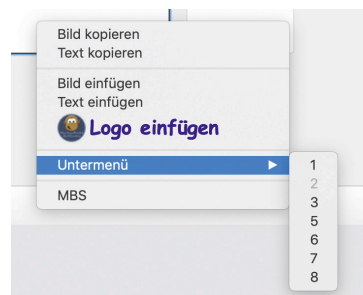 Bild kopieren
Text kopieren
Bild einfügen
Text einfügen
Logo einfügen
Untermenü
MBS
1
2
3
5
6
7
8